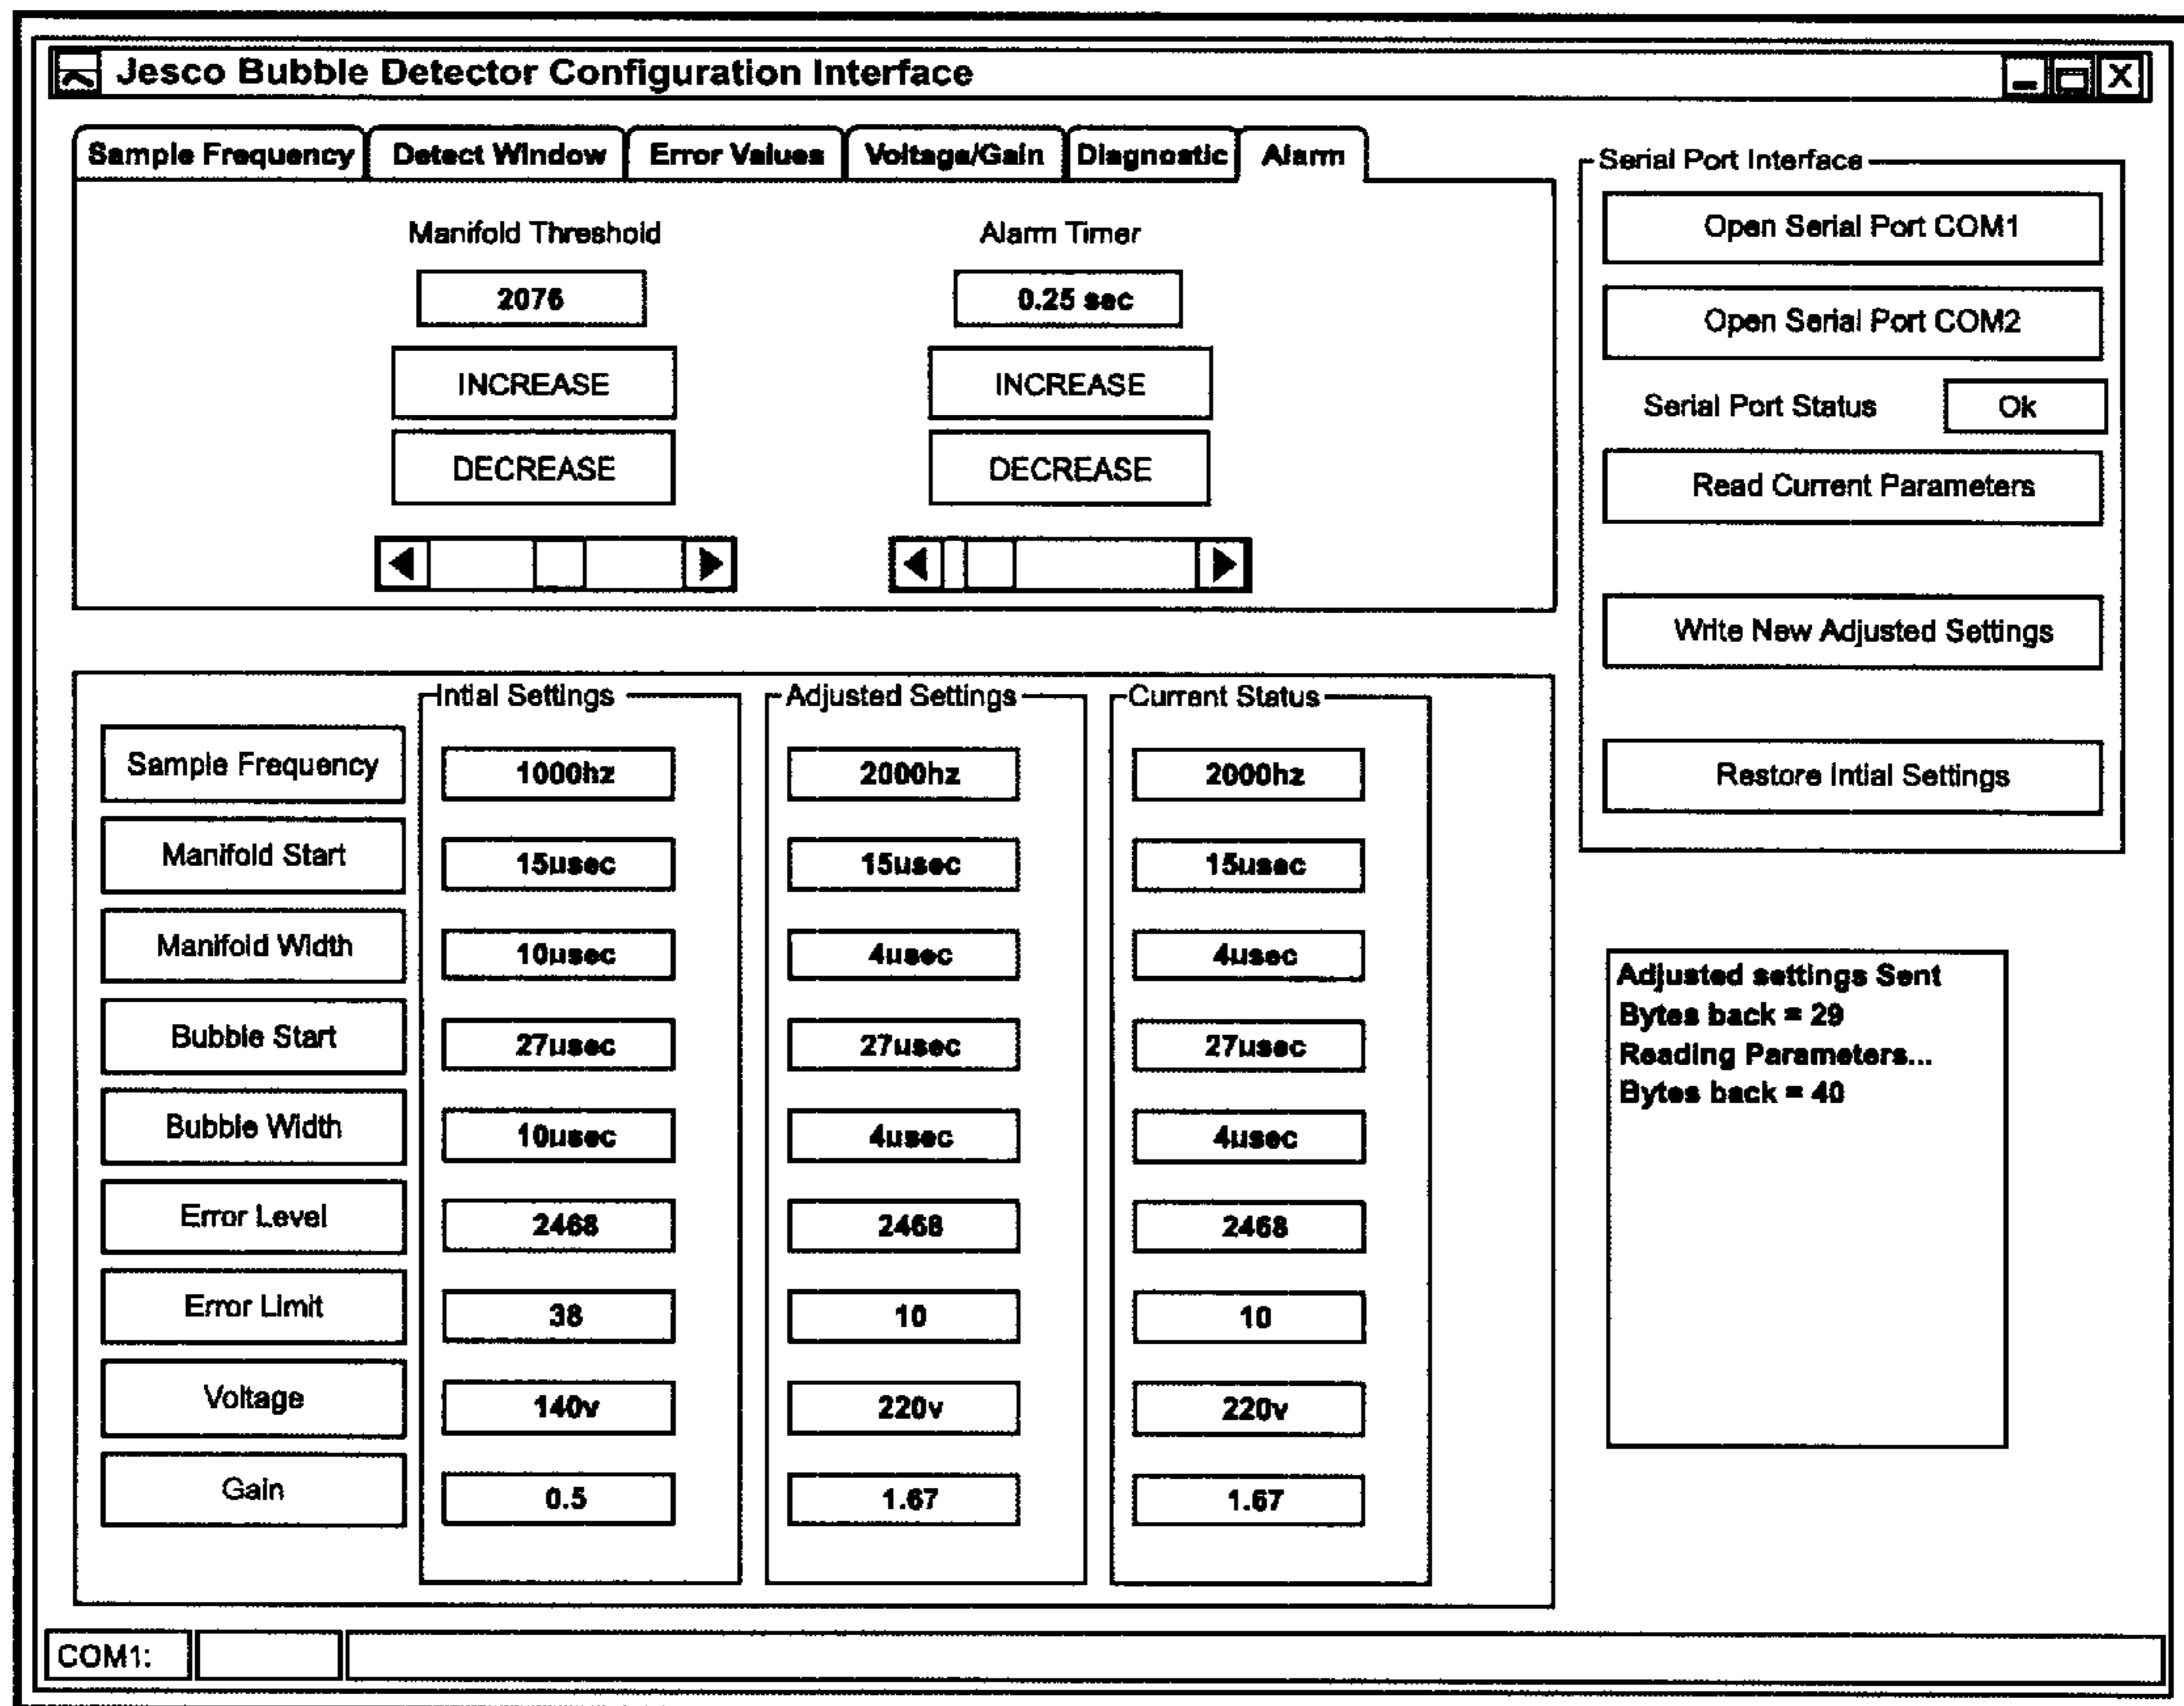 Jesco Bubble Detector Configuration Interface
Sample Frequency Detect Window Error Values Voltage/Gain Diagnostic Alarm
Manifold Threshold Alarm Timer
2076 0.25 sec
INCREASE INCREASE
DECREASE DECREASE
Serial Port Interface
Open Serial Port COM1
Open Serial Port COM2
Serial Port Status Ok
Read Current Parameters
Write New Adjusted Settings
Restore Intial Settings
Intial Settings Adjusted Settings Current Status
Sample Frequency 1000hz 2000hz 2000hz
Manifold Start 15usec 15usec 15usec
Manifold Width 10usec 4usec 4usec
Bubble Start 27usec 27usec 27usec
Bubble Width 10usec 4usec 4usec
Error Level 2468 2468 2468
Error Limit 38 10 10
Voltage 140v 220v 220v
Gain 0.5 1.67 1.67
Adjusted settings Sent
Bytes back = 29
Reading Parameters...
Bytes back = 40
COM1: